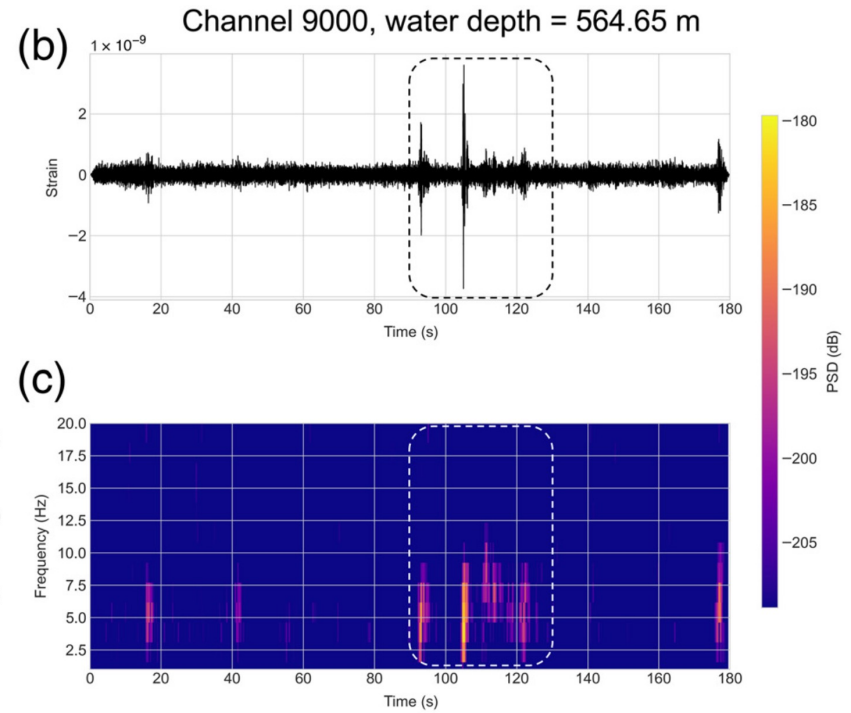 Channel 9000, water depth = 564.65 m
(b)
1 × 10⁻⁹
2
0
−2
−4
Strain
0 20 40 60 80 100 120 140 160 180
Time (s)
(c)
20.0
17.5
15.0
12.5
10.0
7.5
5.0
2.5
Frequency (Hz)
0 20 40 60 80 100 120 140 160 180
Time (s)
−180
−185
−190
−195
−200
−205
PSD (dB)